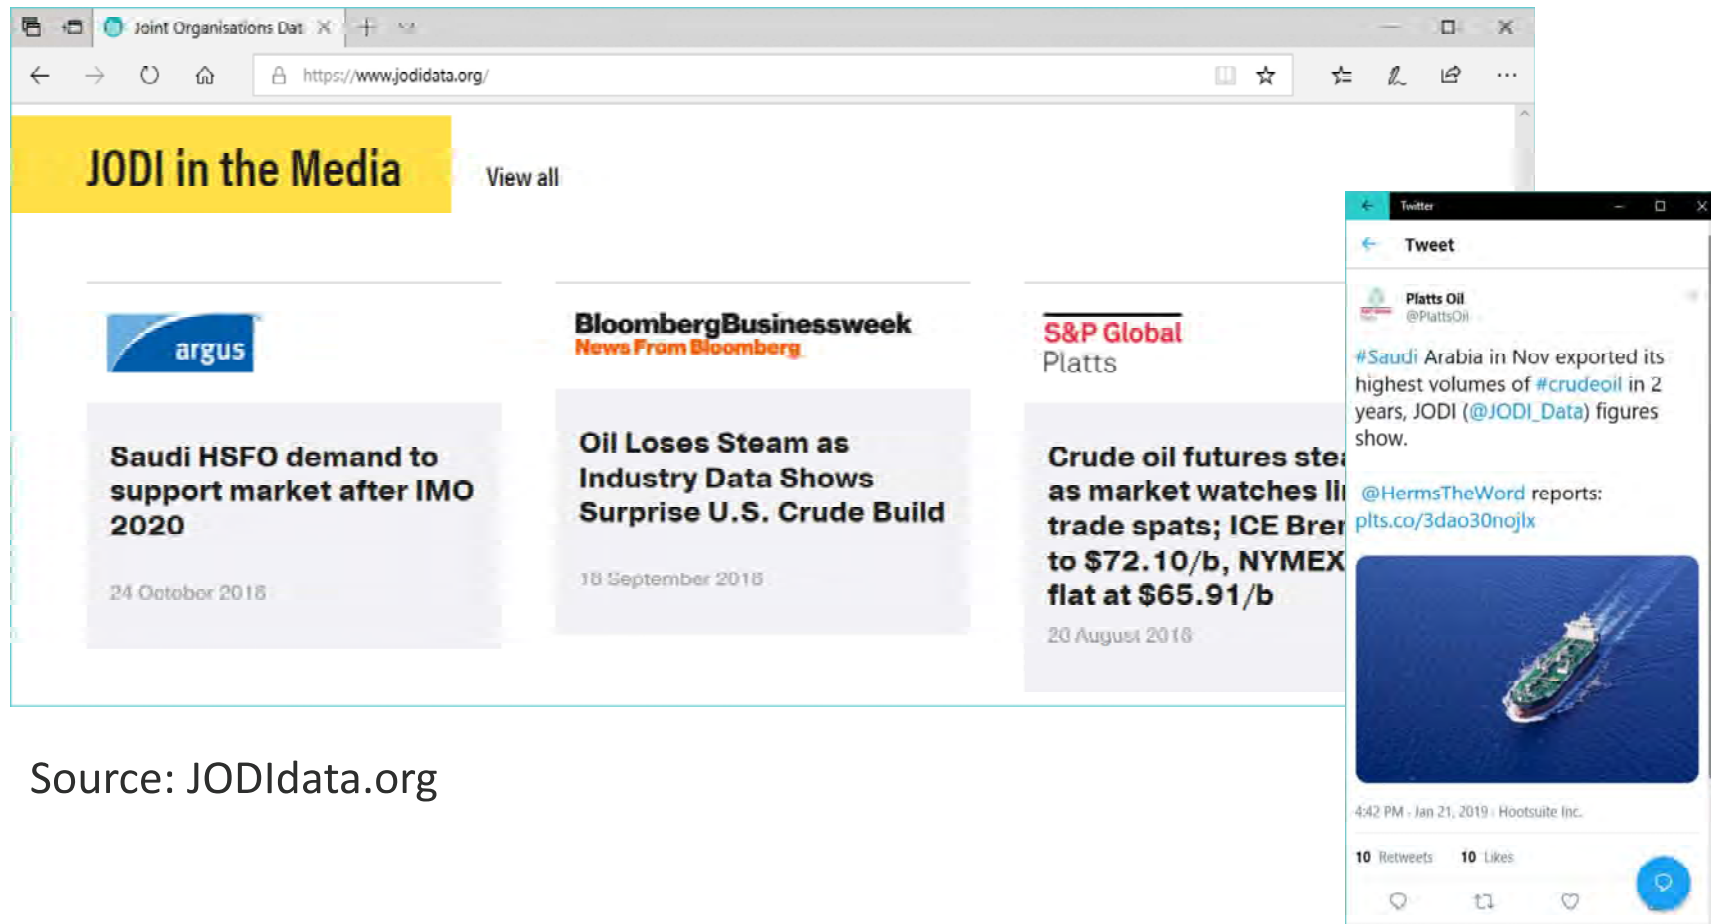 Joint Organisations Dat
https://www.jodidata.org/
JODI in the Media
View all
argus
Saudi HSFO demand to
support market after IMO
2020
24 October 2018
BloombergBusinessweek
News From Bloomberg
Oil Loses Steam as
Industry Data Shows
Surprise U.S. Crude Build
18 September 2018
S&P Global
Platts
Crude oil futures stea
as market watches li
trade spats; ICE Brer
to $72.10/b, NYMEX
flat at $65.91/b
20 August 2018
Twitter
Tweet
Platts Oil
@PlattsOil
#Saudi Arabia in Nov exported its
highest volumes of #crudeoil in 2
years, JODI (@JODI_Data) figures
show.
@HermsTheWord reports:
plts.co/3dao30nojlx
4:42 PM · Jan 21, 2019 · Hootsuite Inc.
10 Retweets 10 Likes
Source: JODIdata.org